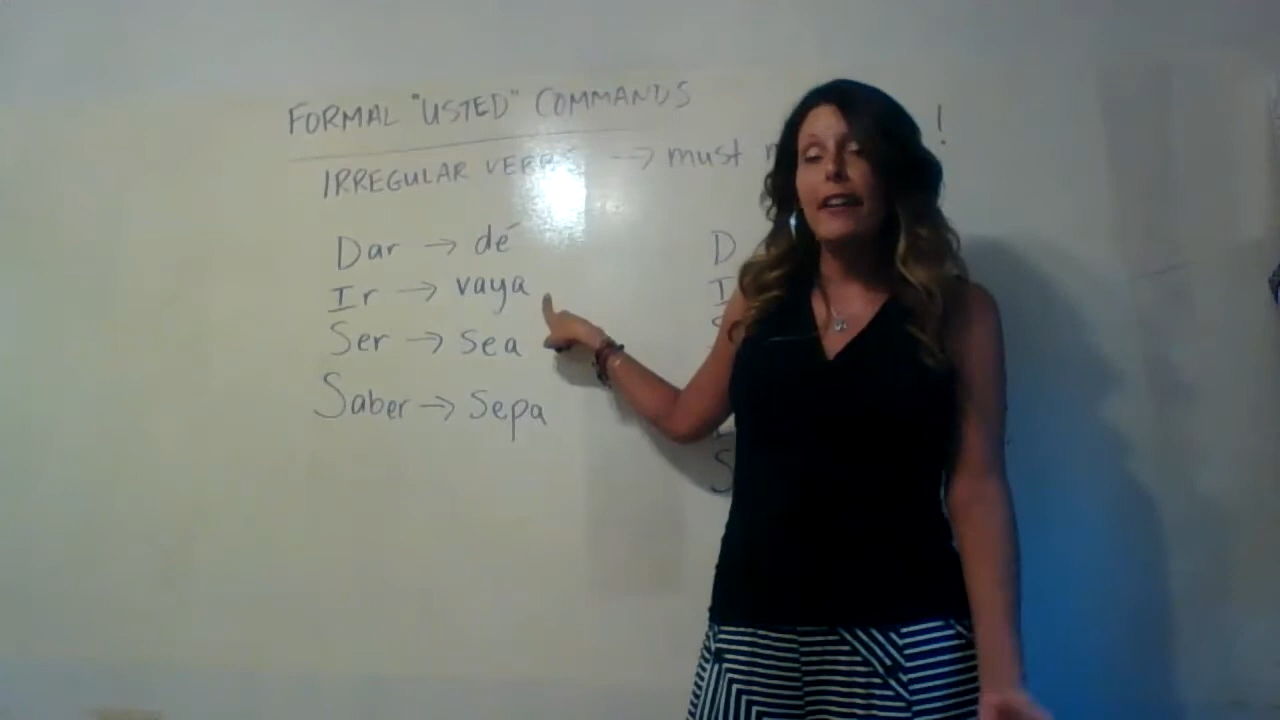 FORMAL "USTED" COMMANDS
!
IRREGULAR VERBS → must
Dar → dé
Ir → vaya
Ser → sea
Saber → Sepa
D
I
S
S